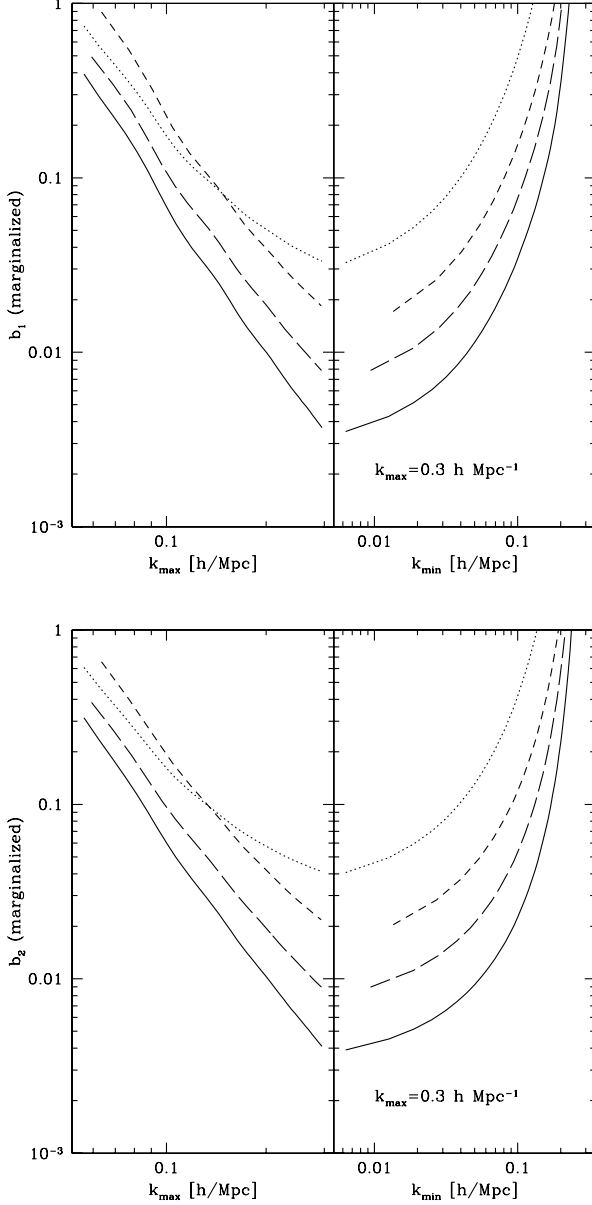 1
0.1
0.01
10⁻³
b₁ (marginalized)
k_max=0.3 h Mpc⁻¹
0.1
0.01
0.1
k_max [h/Mpc]
k_min [h/Mpc]
1
0.1
0.01
10⁻³
b₂ (marginalized)
k_max=0.3 h Mpc⁻¹
0.1
0.01
0.1
k_max [h/Mpc]
k_min [h/Mpc]